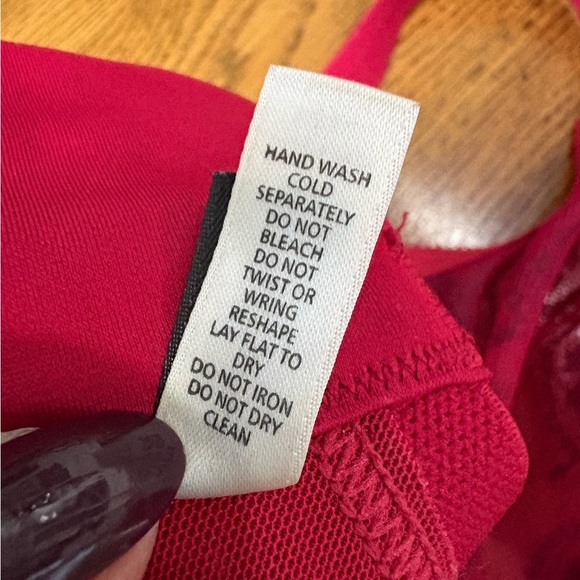 HAND WASH
COLD
SEPARATELY
DO NOT
BLEACH
DO NOT
TWIST OR
WRING
RESHAPE
LAY FLAT TO
DRY
DO NOT IRON
DO NOT DRY
CLEAN